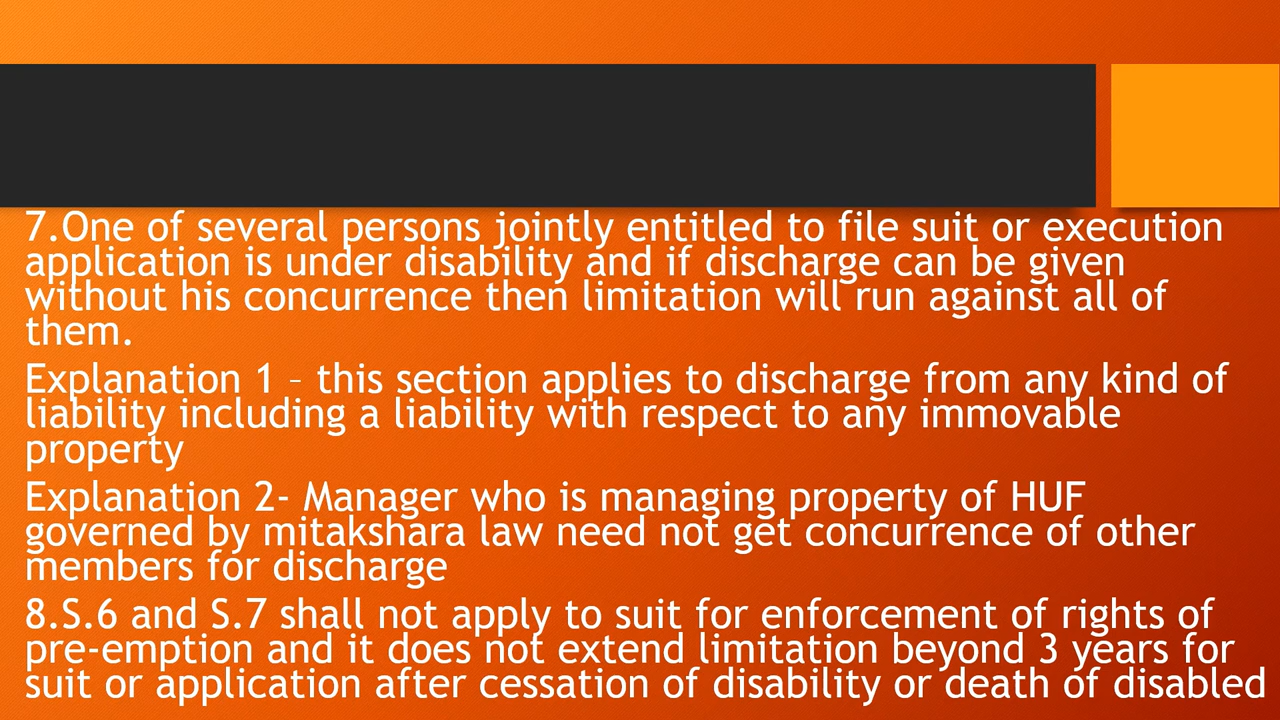 7.One of several persons jointly entitled to file suit or execution
application is under disability and if discharge can be given
without his concurrence then limitation will run against all of
them.
Explanation 1 – this section applies to discharge from any kind of
liability including a liability with respect to any immovable
property
Explanation 2- Manager who is managing property of HUF
governed by mitakshara law need not get concurrence of other
members for discharge
8.S.6 and S.7 shall not apply to suit for enforcement of rights of
pre-emption and it does not extend limitation beyond 3 years for
suit or application after cessation of disability or death of disabled